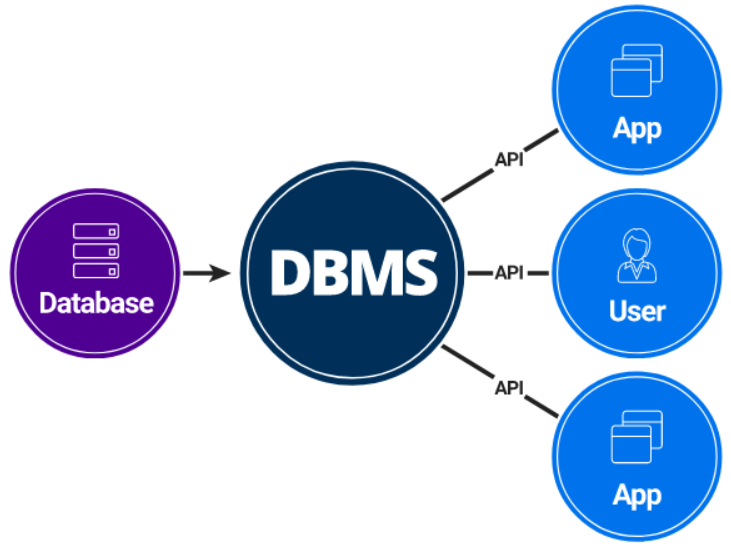 App
API
Database
DBMS
API
User
API
App